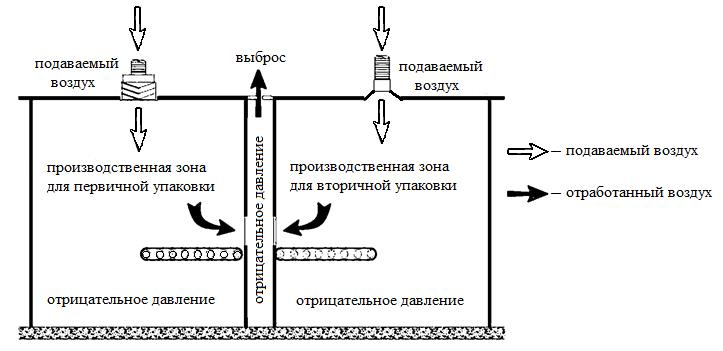 подаваемый
воздух
выброс
подаваемый
воздух
производственная зона
для первичной упаковки
отрицательное давление
производственная зона
для вторичной упаковки
отрицательное давление
отрицательное давление
– подаваемый воздух
– отработанный воздух